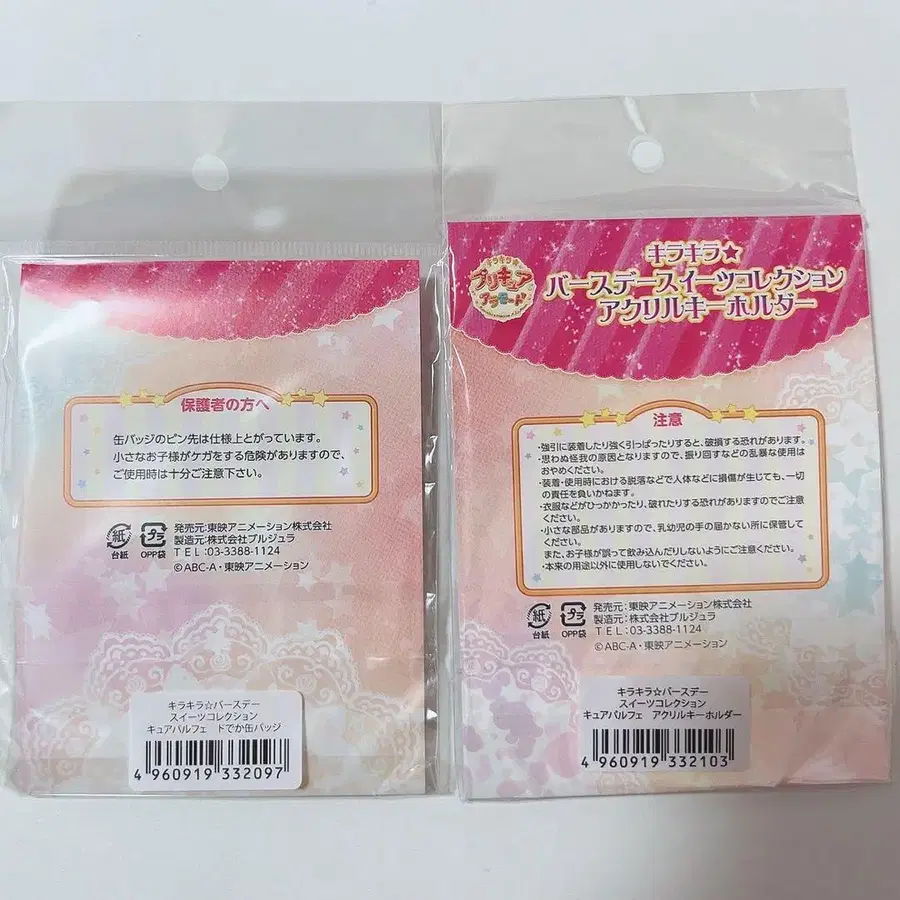 保護者の方へ
缶バッジのピン先は仕様上とがっています。
小さなお子様がケガをする危険がありますので、
ご使用時は十分ご注意下さい。
紙
台紙
プラ
OPP袋
発売元:東映アニメーション株式会社
製造元:株式会社プルジュラ
TEL:03-3388-1124
©ABC-A・東映アニメーション
キラキラ☆バースデー
スイーツコレクション
キュアパルフェ ドでか缶バッジ
4 960919 332097
キラキラ☆
プリキュア
アラモード
キラキラ☆
バースデースイーツコレクション
アクリルキーホルダー
注意
・強引に装着したり強く引っぱったりすると、破損する恐れがあります。
・思わぬ怪我の原因となりますので、振り回すなどの乱暴な使用は
おやめください。
・装着・使用時における脱落などで人体などに損傷が生じても、一切
の責任を負いかねます。
・衣服などがひっかかったり、破れたりする恐れがありますのでご注意
ください。
・小さな部品がありますので、乳幼児の手の届かない所に保管して
ください。
また、お子様が誤って飲み込んだりしないようにご注意ください。
・本来の用途以外に使用しないでください。
紙
台紙
プラ
OPP袋
発売元:東映アニメーション株式会社
製造元:株式会社プルジュラ
TEL:03-3388-1124
©ABC-A・東映アニメーション
キラキラ☆バースデー
スイーツコレクション
キュアパルフェ アクリルキーホルダー
4 960919 332103